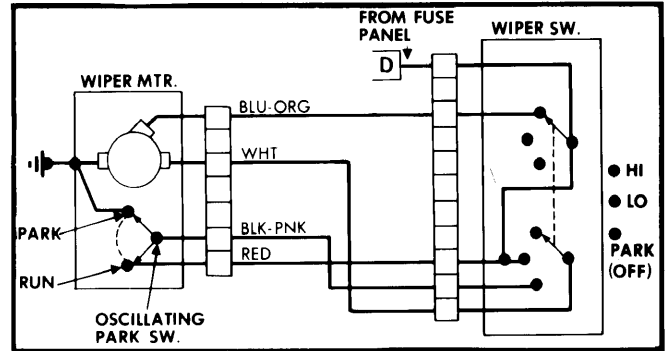 FROM FUSE
PANEL
D
WIPER SW.
WIPER MTR.
BLU-ORG
WHT
HI
LO
PARK
(OFF)
PARK
BLK-PNK
RED
RUN
OSCILLATING
PARK SW.